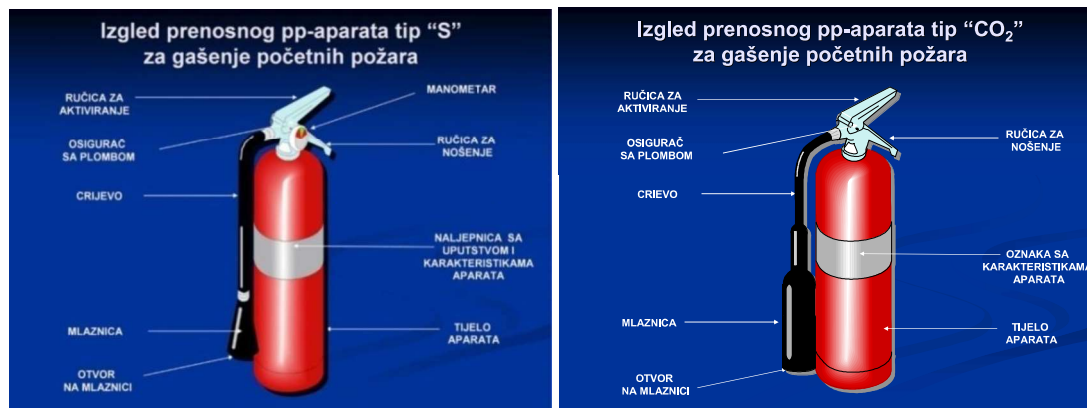 Izgled prenosnog pp-aparata tip “S”
za gašenje početnih požara
RUČICA ZA
AKTIVIRANJE
MANOMETAR
OSIGURAČ
SA PLOMBOM
RUČICA ZA
NOŠENJE
CRIJEVO
NALJEPNICA SA
UPUTSTVOM I
KARAKTERISTIKAMA
APARATA
MLAZNICA
TIJELO
APARATA
OTVOR
NA MLAZNICI
Izgled prenosnog pp-aparata tip “CO₂”
za gašenje početnih požara
RUČICA ZA
AKTIVIRANJE
OSIGURAČ
SA PLOMBOM
RUČICA ZA
NOŠENJE
CRIEVO
OZNAKA SA
KARAKTERISTIKAMA
APARATA
MLAZNICA
TIJELO
APARATA
OTVOR
NA MLAZNICI